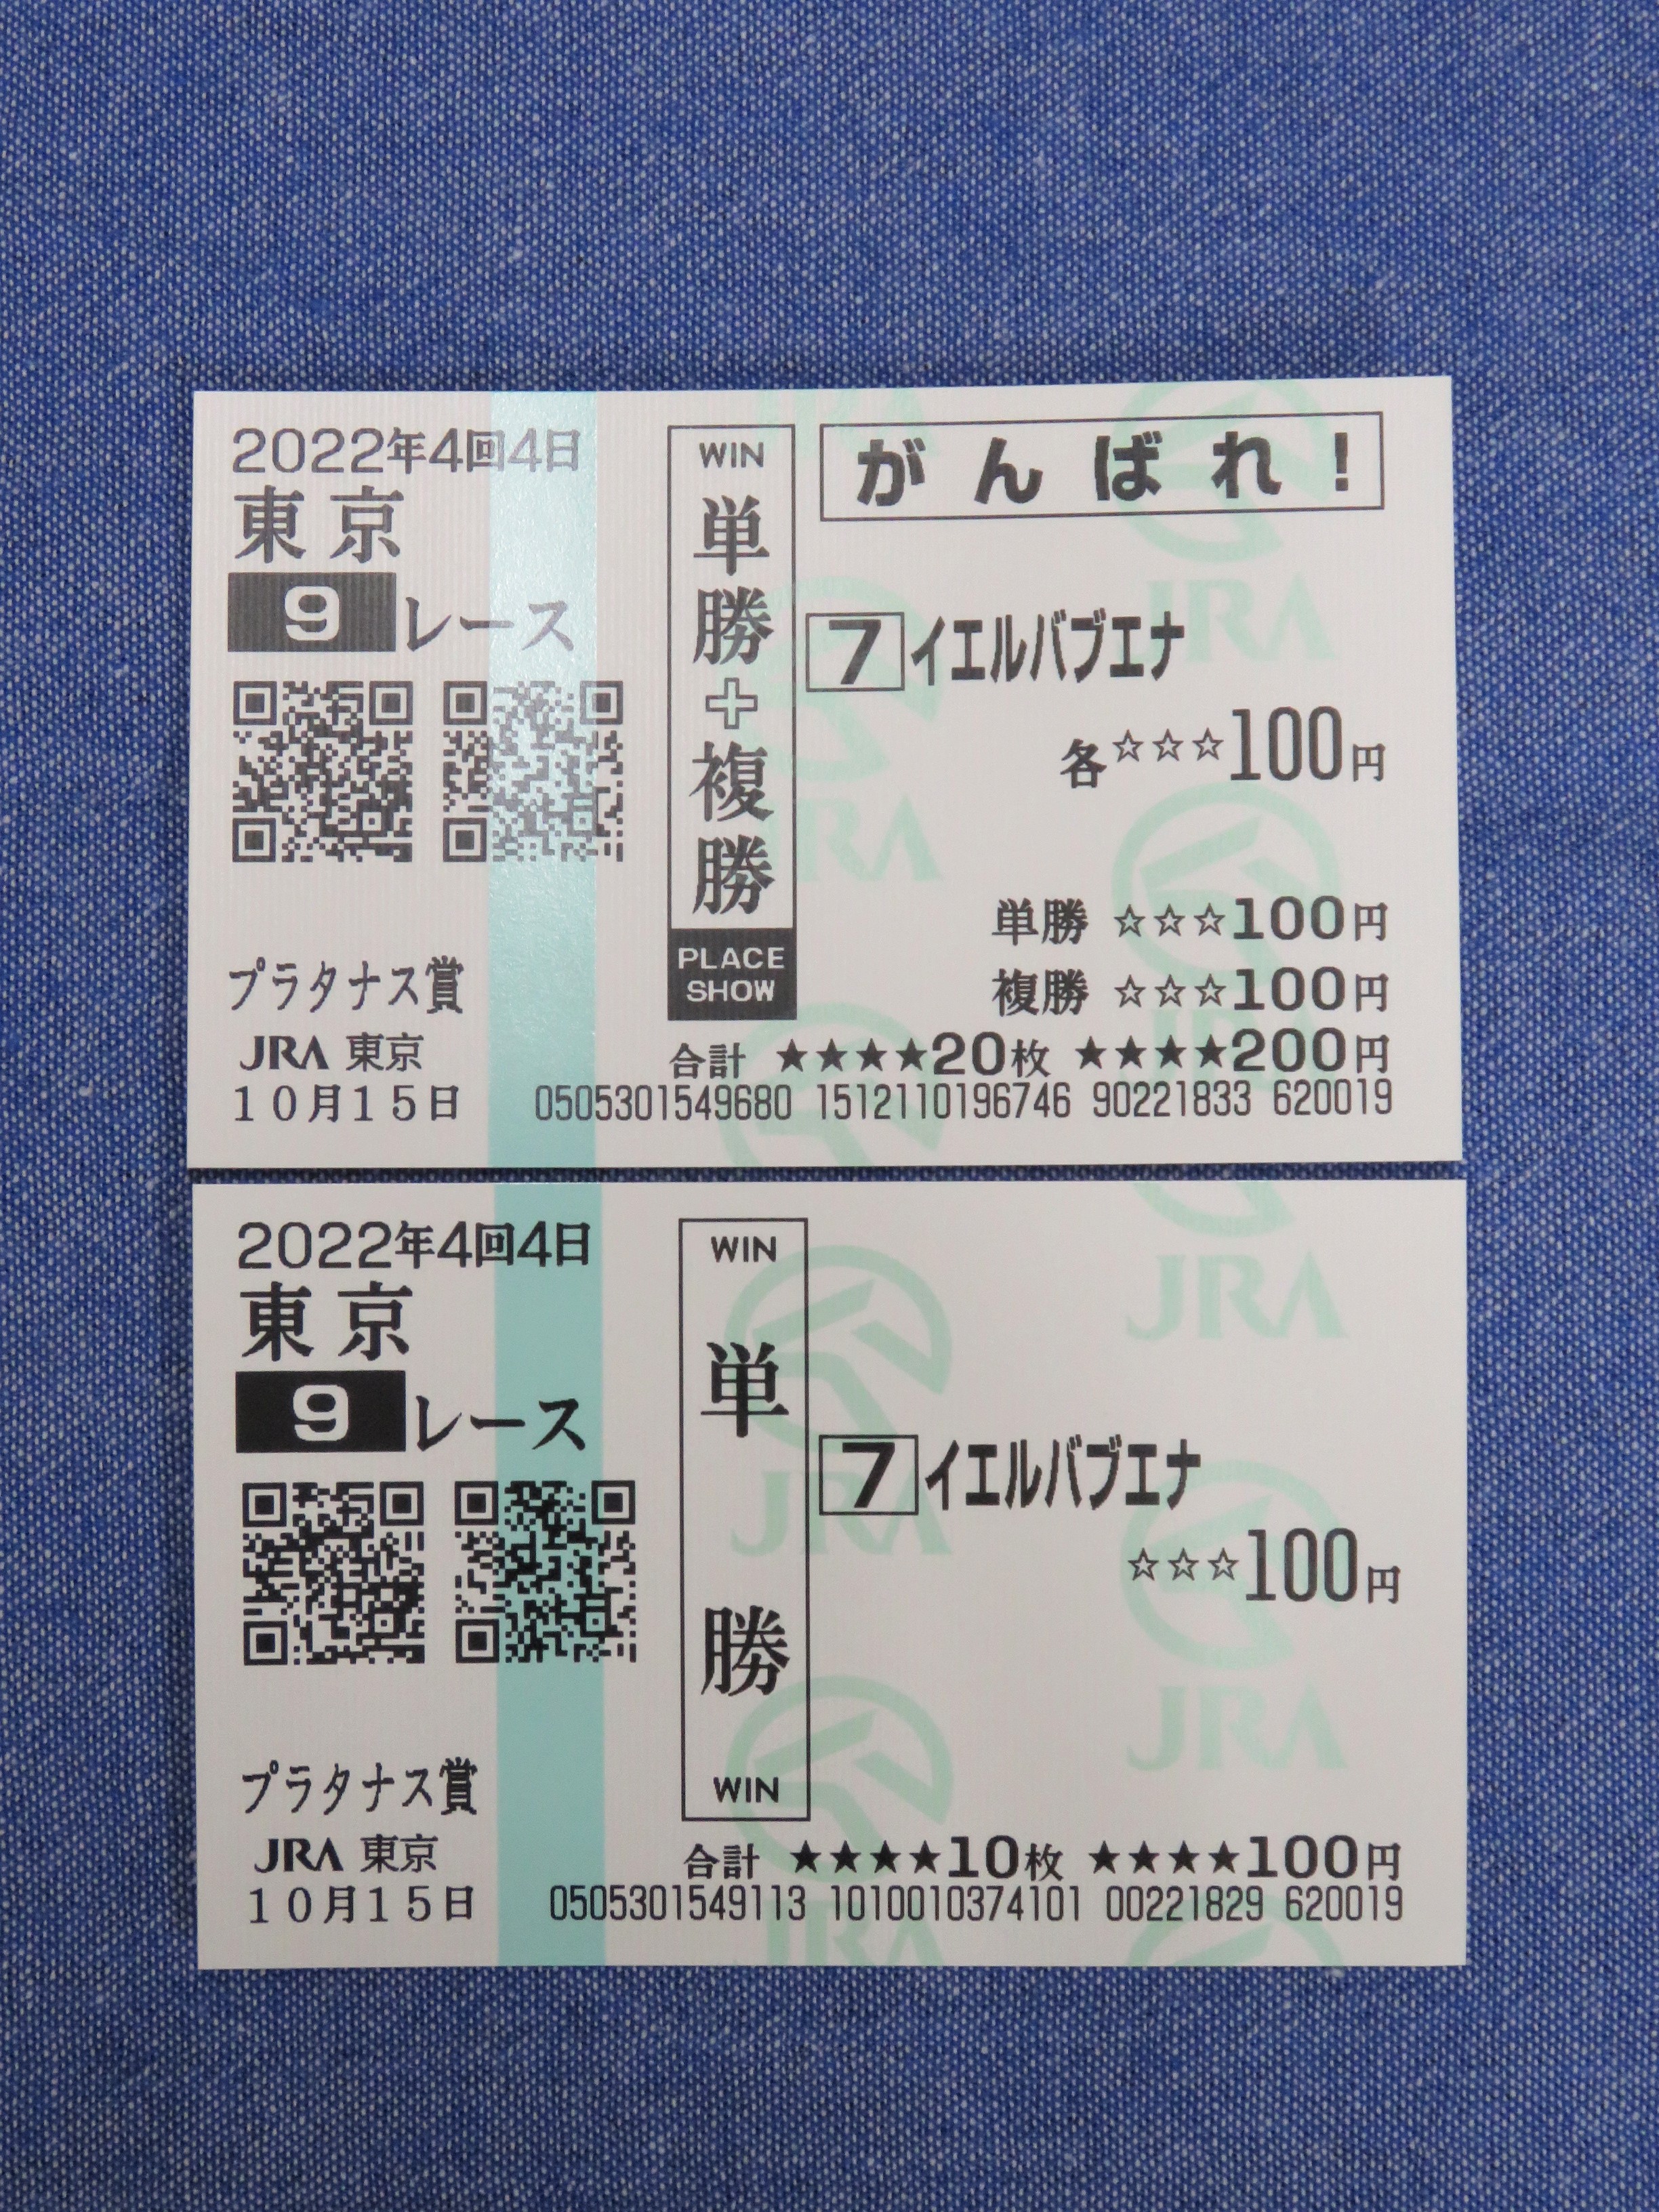 2022年4回4日
東京
9レース
プラタナス賞
JRA 東京
10月15日
WIN
単勝+複勝
PLACE
SHOW
がんばれ!
7イエルバブエナ
各☆☆☆100円
単勝 ☆☆☆100円
複勝 ☆☆☆100円
合計 ★★★★20枚 ★★★★200円
0505301549680 1512110196746 90221833 620019
2022年4回4日
東京
9レース
プラタナス賞
JRA 東京
10月15日
WIN
単勝
WIN
7イエルバブエナ
☆☆☆100円
合計 ★★★★10枚 ★★★★100円
0505301549113 1010010374101 00221829 620019